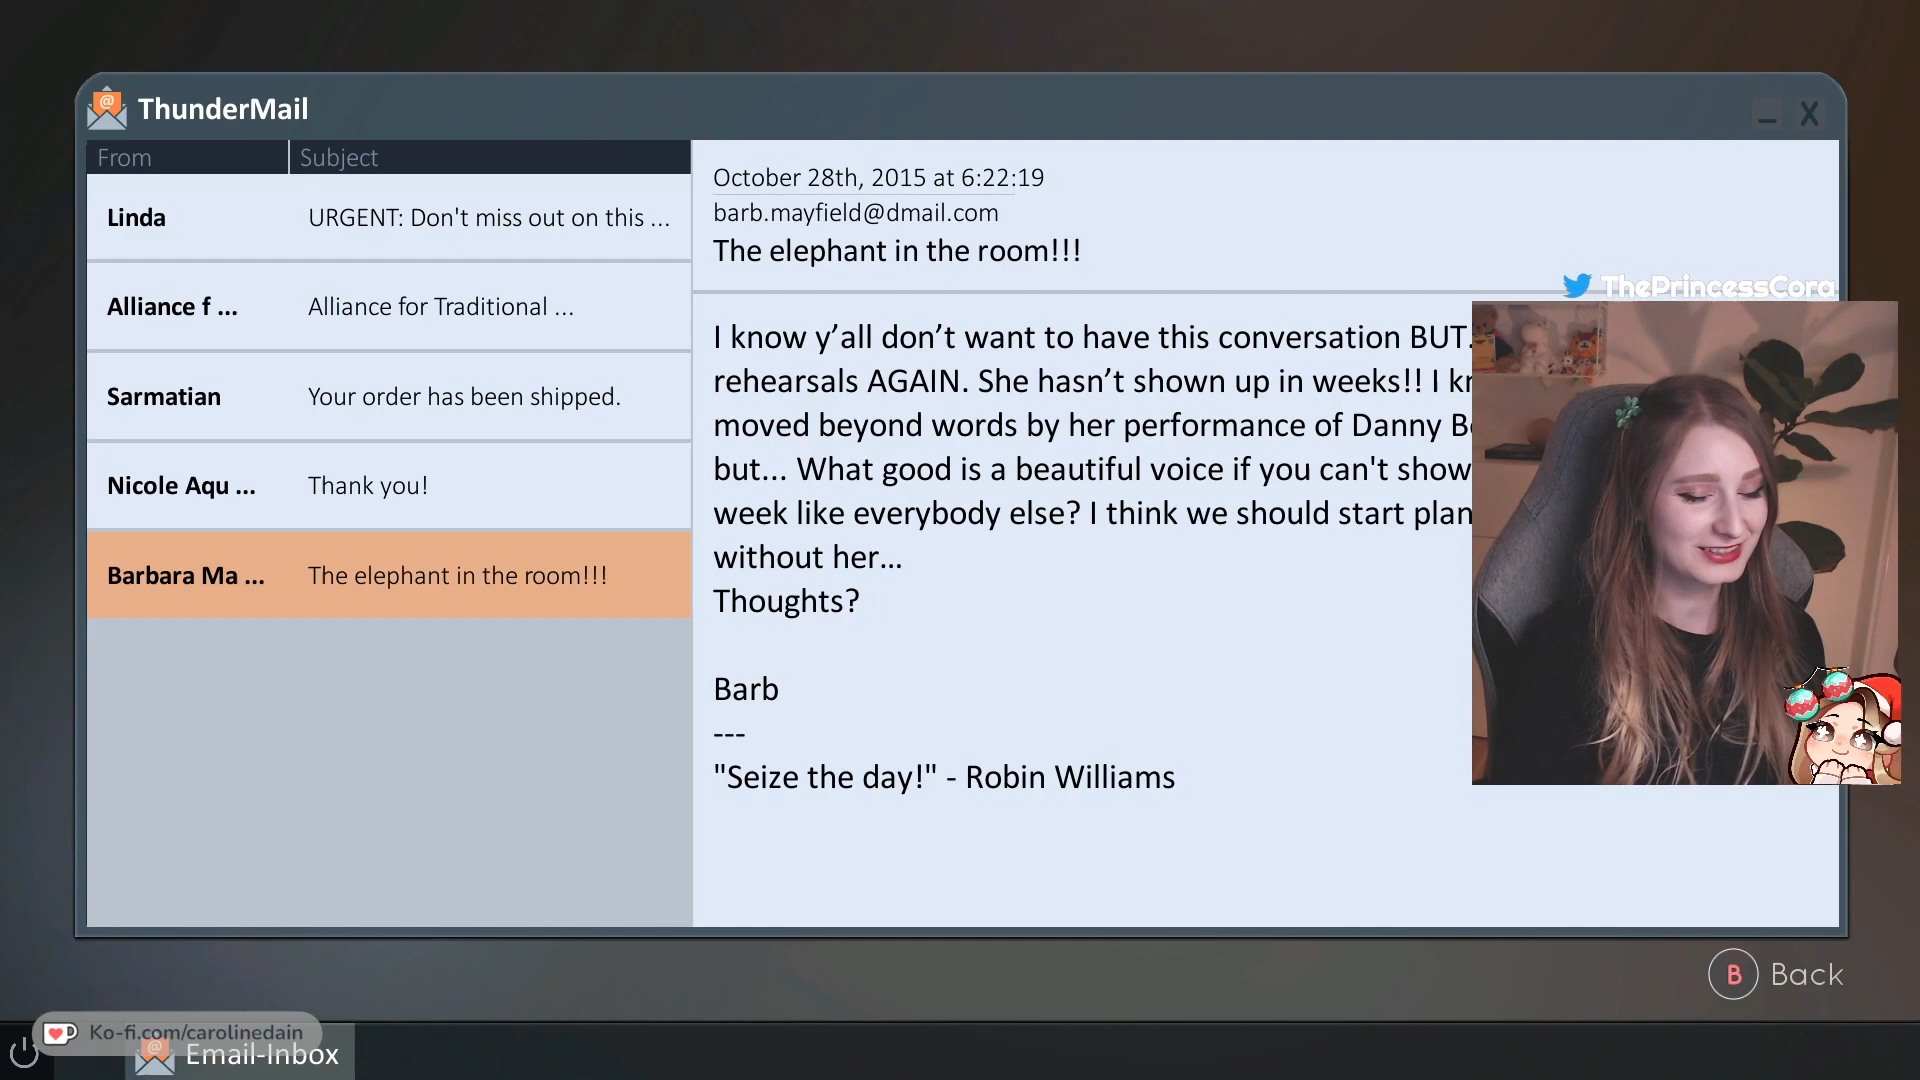 ThunderMail
From Subject
Linda URGENT: Don't miss out on this ...
Alliance f ... Alliance for Traditional ...
Sarmatian Your order has been shipped.
Nicole Aqu ... Thank you!
Barbara Ma ... The elephant in the room!!!
October 28th, 2015 at 6:22:19
barb.mayfield@dmail.com
The elephant in the room!!!
ThePrincessCora
I know y’all don’t want to have this conversation BUT.
rehearsals AGAIN. She hasn’t shown up in weeks!! I
moved beyond words by her performance of Danny
but... What good is a beautiful voice if you can't show
week like everybody else? I think we should start plan
without her...
Thoughts?
Barb
---
"Seize the day!" - Robin Williams
B Back
Ko-fi.com/carolinedain
Email-Inbox